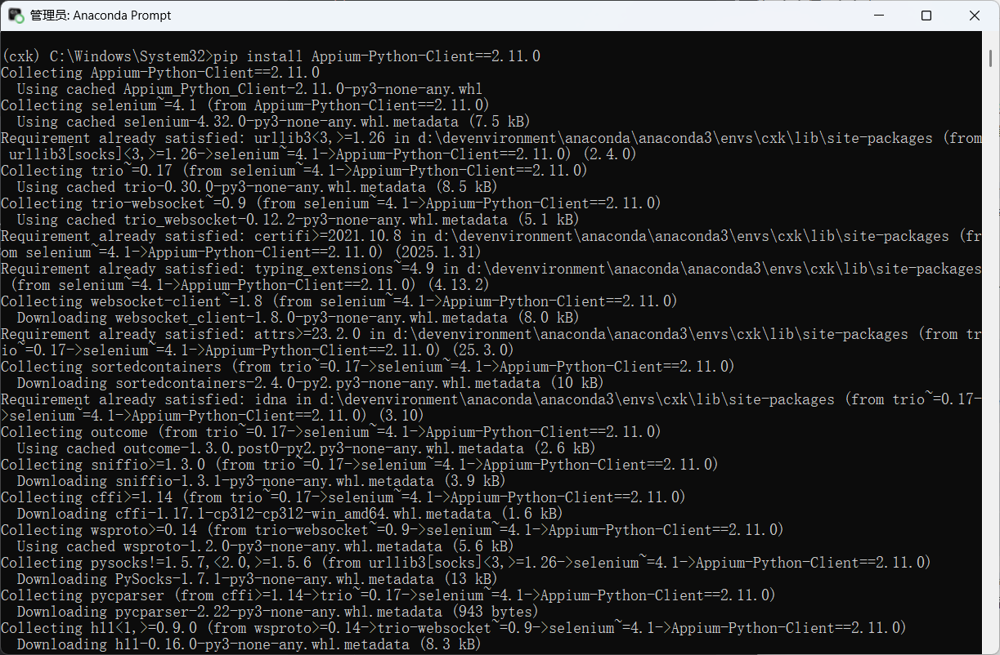 管理员: Anaconda Prompt
(cxk) C:\Windows\System32>pip install Appium-Python-Client==2.11.0
Collecting Appium-Python-Client==2.11.0
  Using cached Appium_Python_Client-2.11.0-py3-none-any.whl
Collecting selenium~=4.1 (from Appium-Python-Client==2.11.0)
  Using cached selenium-4.32.0-py3-none-any.whl.metadata (7.5 kB)
Requirement already satisfied: urllib3<3,>=1.26 in d:\devenvironment\anaconda\anaconda3\envs\cxk\lib\site-packages (from
 urllib3[socks]<3,>=1.26->selenium~=4.1->Appium-Python-Client==2.11.0) (2.4.0)
Collecting trio~=0.17 (from selenium~=4.1->Appium-Python-Client==2.11.0)
  Using cached trio-0.30.0-py3-none-any.whl.metadata (8.5 kB)
Collecting trio-websocket~=0.9 (from selenium~=4.1->Appium-Python-Client==2.11.0)
  Using cached trio_websocket-0.12.2-py3-none-any.whl.metadata (5.1 kB)
Requirement already satisfied: certifi>=2021.10.8 in d:\devenvironment\anaconda\anaconda3\envs\cxk\lib\site-packages (fr
om selenium~=4.1->Appium-Python-Client==2.11.0) (2025.1.31)
Requirement already satisfied: typing_extensions~=4.9 in d:\devenvironment\anaconda\anaconda3\envs\cxk\lib\site-packages
 (from selenium~=4.1->Appium-Python-Client==2.11.0) (4.13.2)
Collecting websocket-client~=1.8 (from selenium~=4.1->Appium-Python-Client==2.11.0)
  Downloading websocket_client-1.8.0-py3-none-any.whl.metadata (8.0 kB)
Requirement already satisfied: attrs>=23.2.0 in d:\devenvironment\anaconda\anaconda3\envs\cxk\lib\site-packages (from tr
io~=0.17->selenium~=4.1->Appium-Python-Client==2.11.0) (25.3.0)
Collecting sortedcontainers (from trio~=0.17->selenium~=4.1->Appium-Python-Client==2.11.0)
  Downloading sortedcontainers-2.4.0-py2.py3-none-any.whl.metadata (10 kB)
Requirement already satisfied: idna in d:\devenvironment\anaconda\anaconda3\envs\cxk\lib\site-packages (from trio~=0.17-
>selenium~=4.1->Appium-Python-Client==2.11.0) (3.10)
Collecting outcome (from trio~=0.17->selenium~=4.1->Appium-Python-Client==2.11.0)
  Using cached outcome-1.3.0.post0-py2.py3-none-any.whl.metadata (2.6 kB)
Collecting sniffio>=1.3.0 (from trio~=0.17->selenium~=4.1->Appium-Python-Client==2.11.0)
  Downloading sniffio-1.3.1-py3-none-any.whl.metadata (3.9 kB)
Collecting cffi>=1.14 (from trio~=0.17->selenium~=4.1->Appium-Python-Client==2.11.0)
  Downloading cffi-1.17.1-cp312-cp312-win_amd64.whl.metadata (1.6 kB)
Collecting wsproto>=0.14 (from trio-websocket~=0.9->selenium~=4.1->Appium-Python-Client==2.11.0)
  Using cached wsproto-1.2.0-py3-none-any.whl.metadata (5.6 kB)
Collecting pysocks!=1.5.7,<2.0,>=1.5.6 (from urllib3[socks]<3,>=1.26->selenium~=4.1->Appium-Python-Client==2.11.0)
  Downloading PySocks-1.7.1-py3-none-any.whl.metadata (13 kB)
Collecting pycparser (from cffi>=1.14->trio~=0.17->selenium~=4.1->Appium-Python-Client==2.11.0)
  Downloading pycparser-2.22-py3-none-any.whl.metadata (943 bytes)
Collecting h11<1,>=0.9.0 (from wsproto>=0.14->trio-websocket~=0.9->selenium~=4.1->Appium-Python-Client==2.11.0)
  Downloading h11-0.16.0-py3-none-any.whl.metadata (8.3 kB)